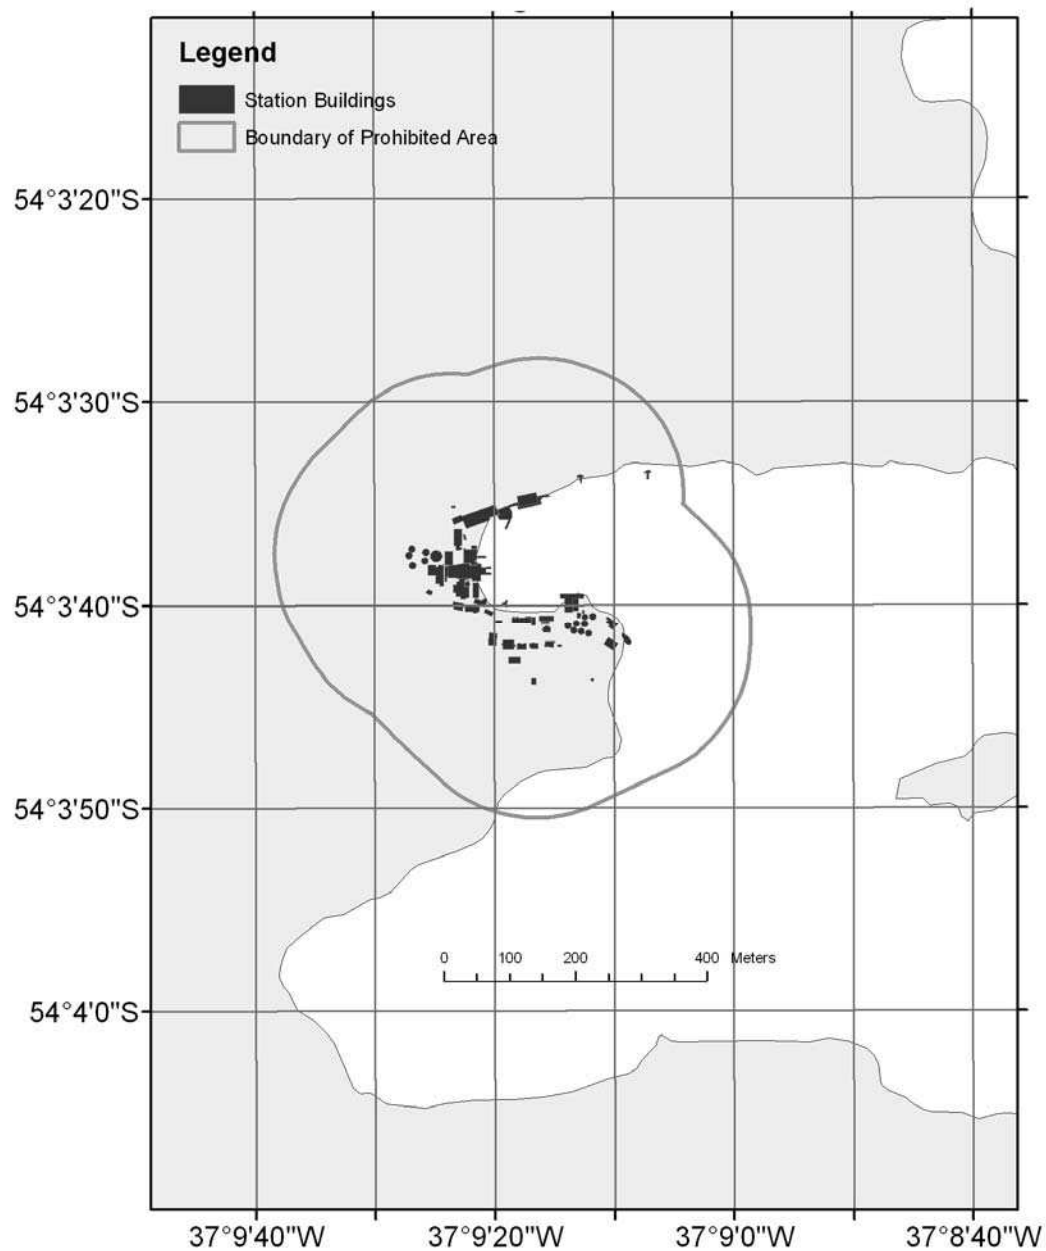 Legend
Station Buildings
Boundary of Prohibited Area
54°3'20"S
54°3'30"S
54°3'40"S
54°3'50"S
0 100 200 400 Meters
54°4'0"S
37°9'40"W 37°9'20"W 37°9'0"W 37°8'40"W